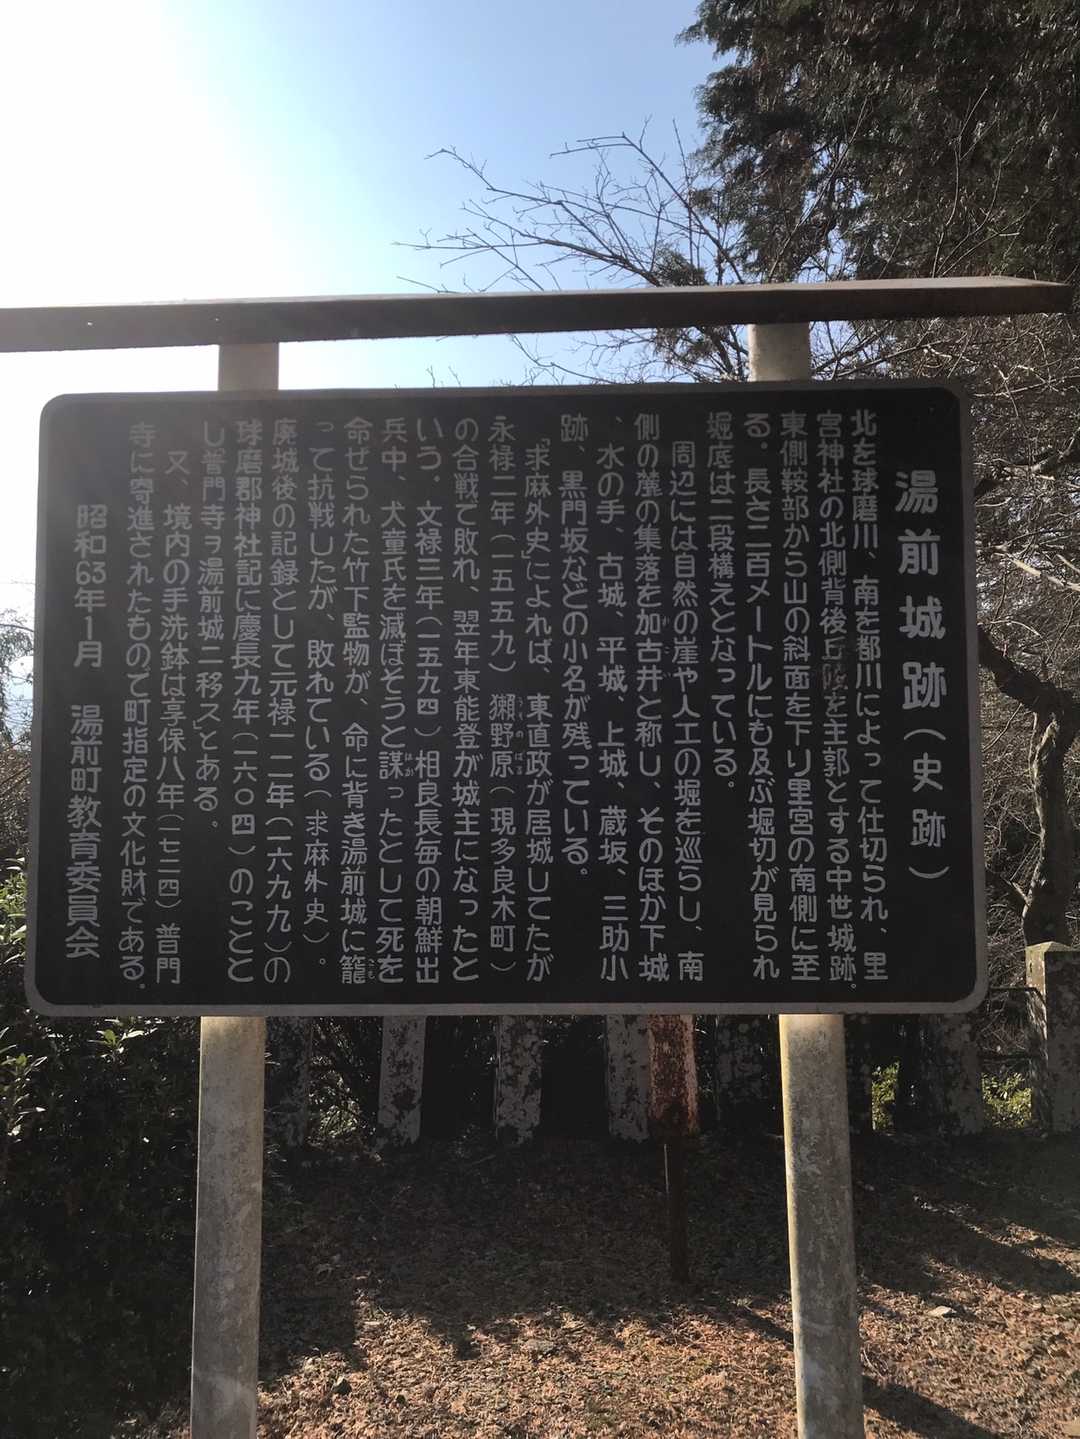 湯前城跡(史跡)
北を球磨川、南を都川によって仕切られ、里
宮神社の北側背後丘陵を主郭とする中世城跡。
東側鞍部から山の斜面を下り里宮の南側に至
る。長さ二百メートルにも及ぶ堀切が見られ
堀底は二段構えとなっている。
周辺には自然の崖や人工の堀を巡らし、南
側の麓の集落を加古井と称し、そのほか下城
、水の手、古城、平城、上城、蔵坂、三助小
跡、黒門坂などの小名が残っている。
「求麻外史」によれば、東直政が居城してたが
永禄二年(一五五九)獺野原(現多良木町)
の合戦で敗れ、翌年東能登が城主になったと
いう。文禄三年(一五九四)相良長毎の朝鮮出
兵中、犬童氏を滅ぼそうと謀ったとして死を
命ぜられた竹下監物が、命に背き湯前城に籠
って抗戦したが、敗れている(求麻外史)。
廃城後の記録として元禄一二年(一六九九)の
球磨郡神社記に慶長九年(一六〇四)のことと
し普門寺ヲ湯前城ニ移ス」とある。
又、境内の手洗鉢は享保八年(一七二四)普門
寺に寄進されたもので町指定の文化財である。
昭和63年1月 湯前町教育委員会